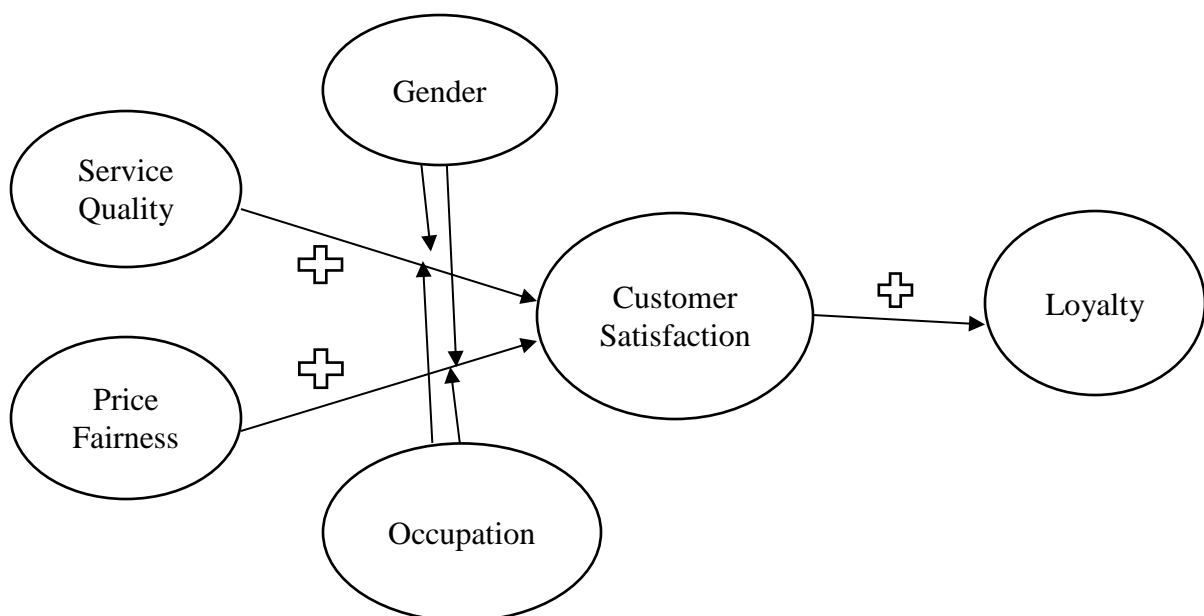 Gender
Service
Quality
Customer
Satisfaction
Loyalty
Price
Fairness
Occupation